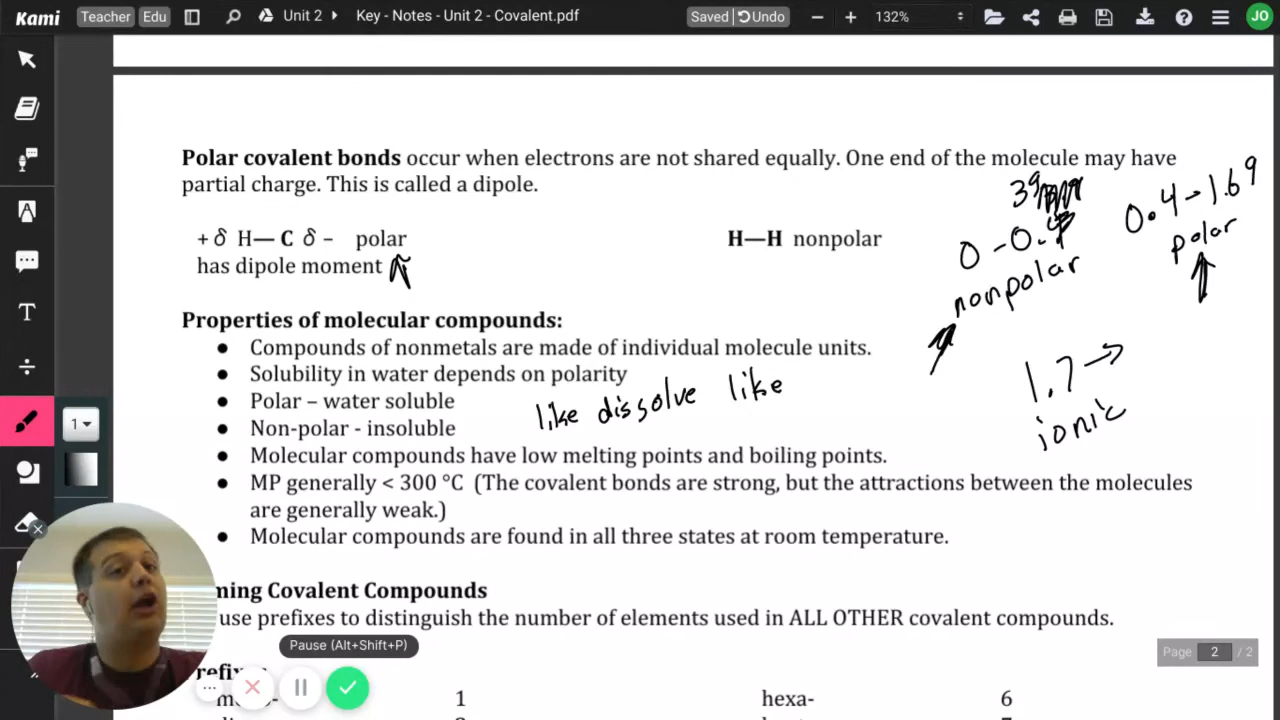 Kami Teacher Edu Unit 2 Key - Notes - Unit 2 - Covalent.pdf Saved Undo 132% JO
Polar covalent bonds occur when electrons are not shared equally. One end of the molecule may have
partial charge. This is called a dipole.
39
0.4 - 1.69
polar
+ δ H— C δ – polar
H—H nonpolar
0 - 0.4
nonpolar
has dipole moment
Properties of molecular compounds:
● Compounds of nonmetals are made of individual molecule units.
● Solubility in water depends on polarity
● Polar – water soluble
like dissolve like
● Non-polar - insoluble
1.7 →
ionic
● Molecular compounds have low melting points and boiling points.
● MP generally < 300 °C (The covalent bonds are strong, but the attractions between the molecules
are generally weak.)
● Molecular compounds are found in all three states at room temperature.
ming Covalent Compounds
use prefixes to distinguish the number of elements used in ALL OTHER covalent compounds.
Pause (Alt+Shift+P)
Page 2 / 2
1 hexa- 6